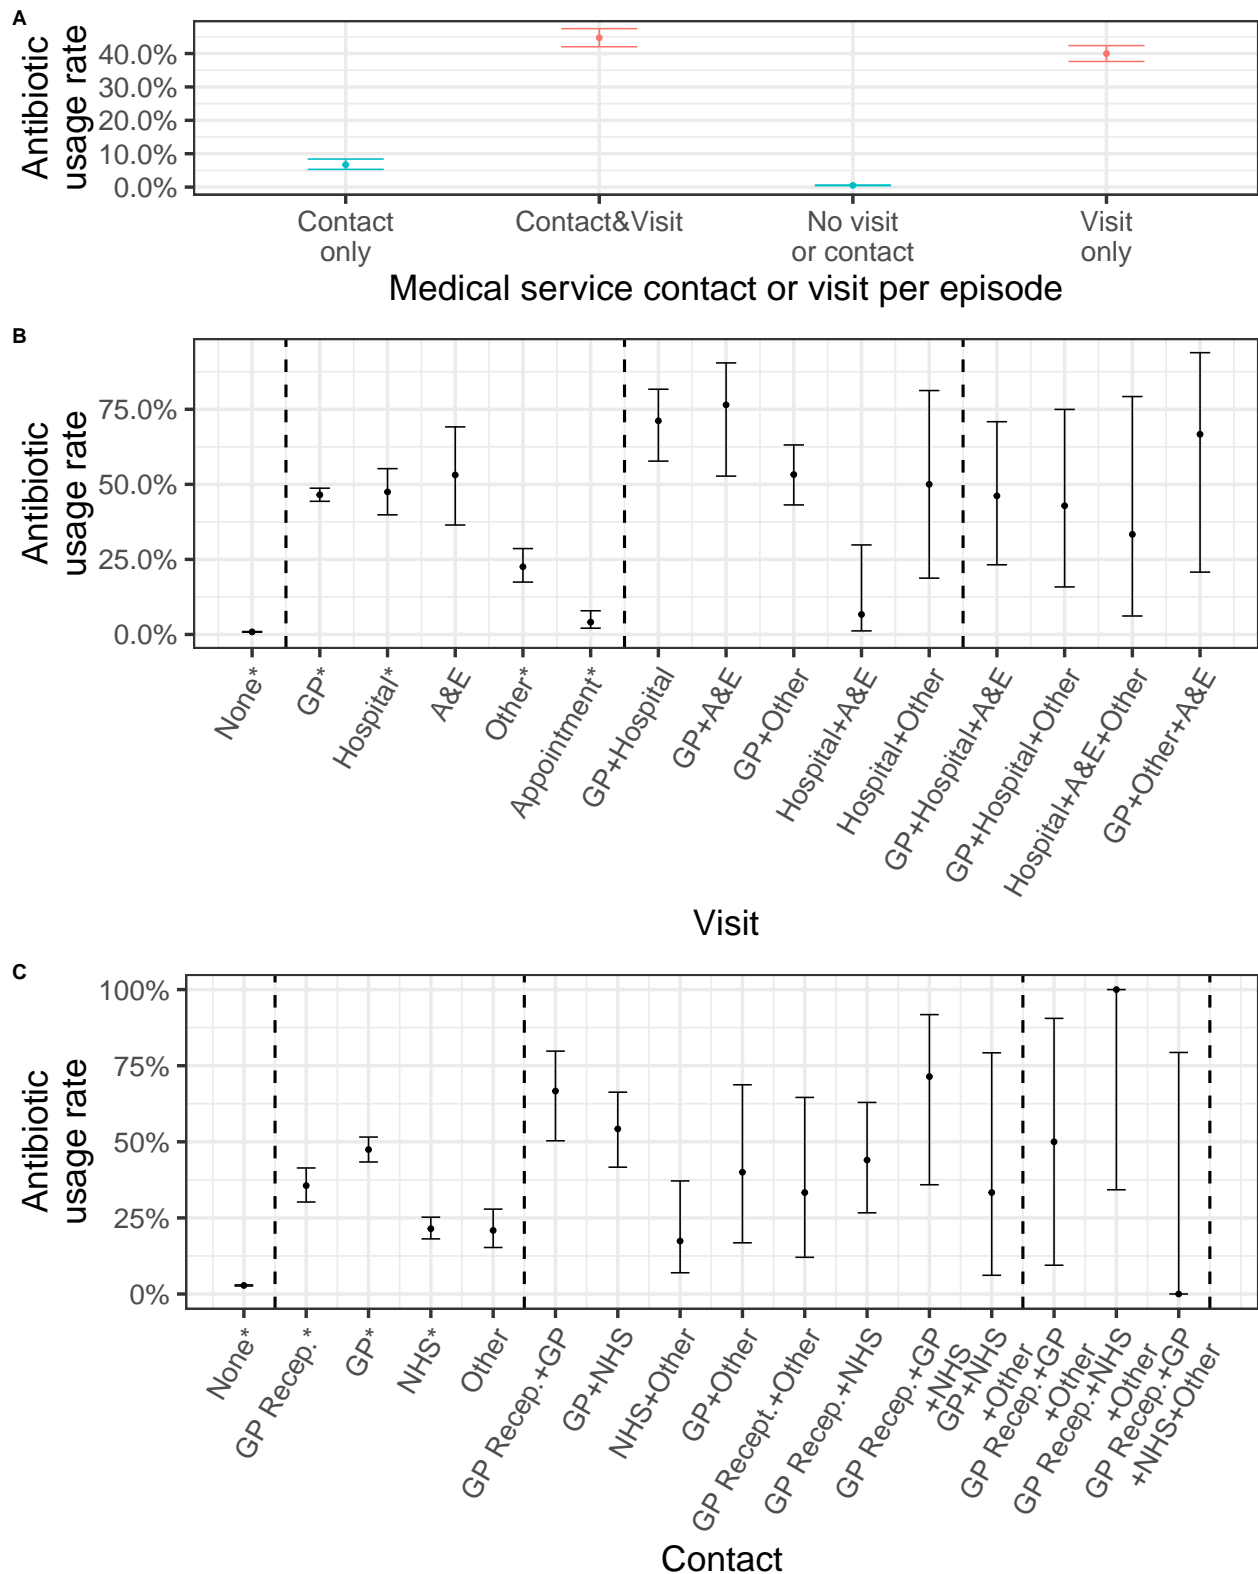 A
Antibiotic
usage rate
40.0%
30.0%
20.0%
10.0%
0.0%
Contact
only
Contact&Visit
No visit
or contact
Visit
only
Medical service contact or visit per episode
B
Antibiotic
usage rate
75.0%
50.0%
25.0%
0.0%
None*
GP*
Hospital*
A&E
Other*
Appointment*
GP+Hospital
GP+A&E
GP+Other
Hospital+A&E
Hospital+Other
GP+Hospital+A&E
GP+Hospital+Other
Hospital+A&E+Other
GP+Other+A&E
Visit
C
Antibiotic
usage rate
100%
75%
50%
25%
0%
None*
GP Recep.*
GP*
NHS*
Other
GP Recep.+GP
GP+NHS
NHS+Other
GP+Other
GP Recept.+Other
GP Recep.+NHS
GP Recep.+GP
+NHS
GP+NHS
+Other
GP Recep.+GP
+Other
GP Recep.+NHS
+Other
GP Recep.+GP
+NHS+Other
Contact